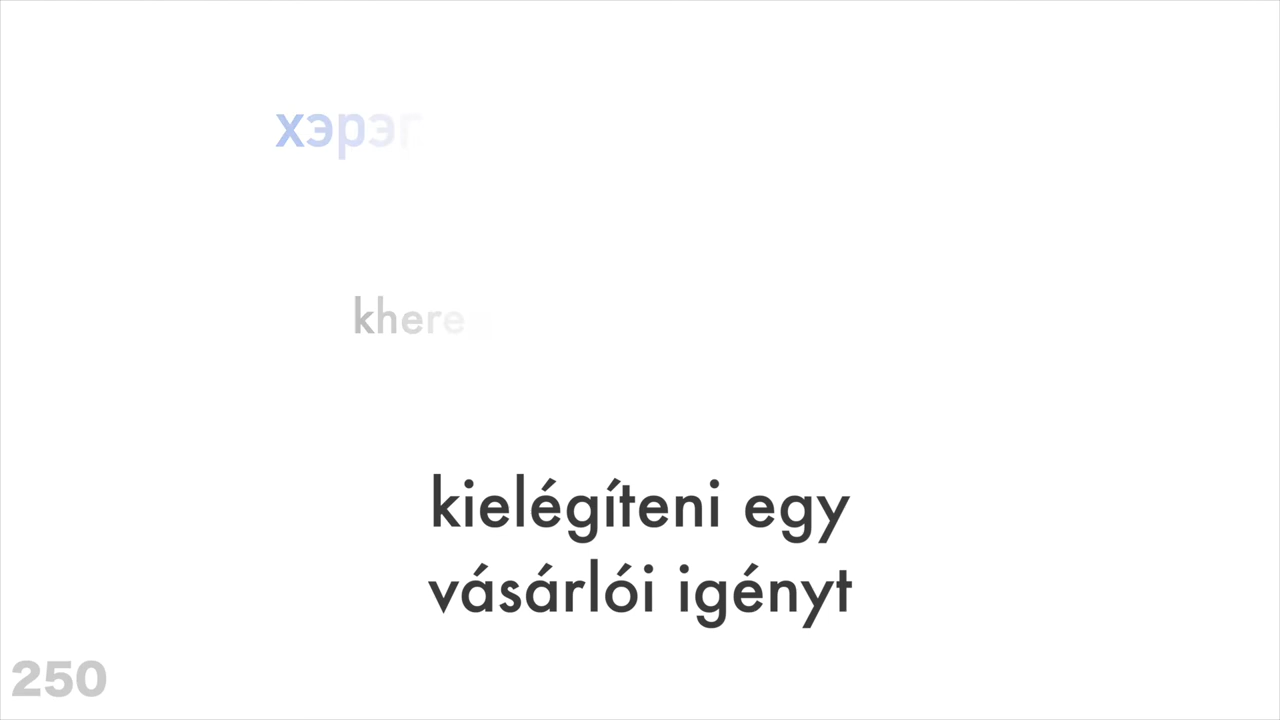 хэрэг
khere
kielégíteni egy
vásárlói igényt
250